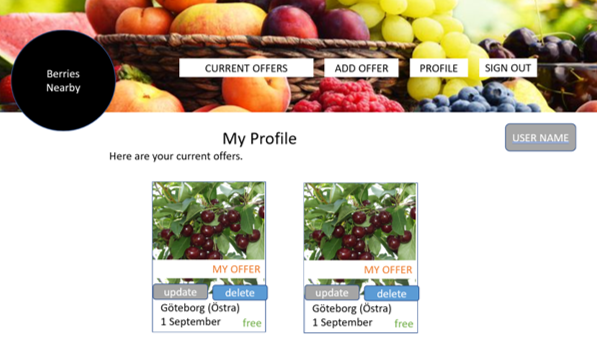 Berries
Nearby
CURRENT OFFERS
ADD OFFER
PROFILE
SIGN OUT
My Profile
USER NAME
Here are your current offers.
MY OFFER
update
delete
Göteborg (Östra)
1 September
free
MY OFFER
update
delete
Göteborg (Östra)
1 September
free